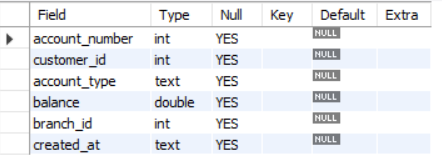 Field Type Null Key Default Extra
account_number int YES NULL
customer_id int YES NULL
account_type text YES NULL
balance double YES NULL
branch_id int YES NULL
created_at text YES NULL